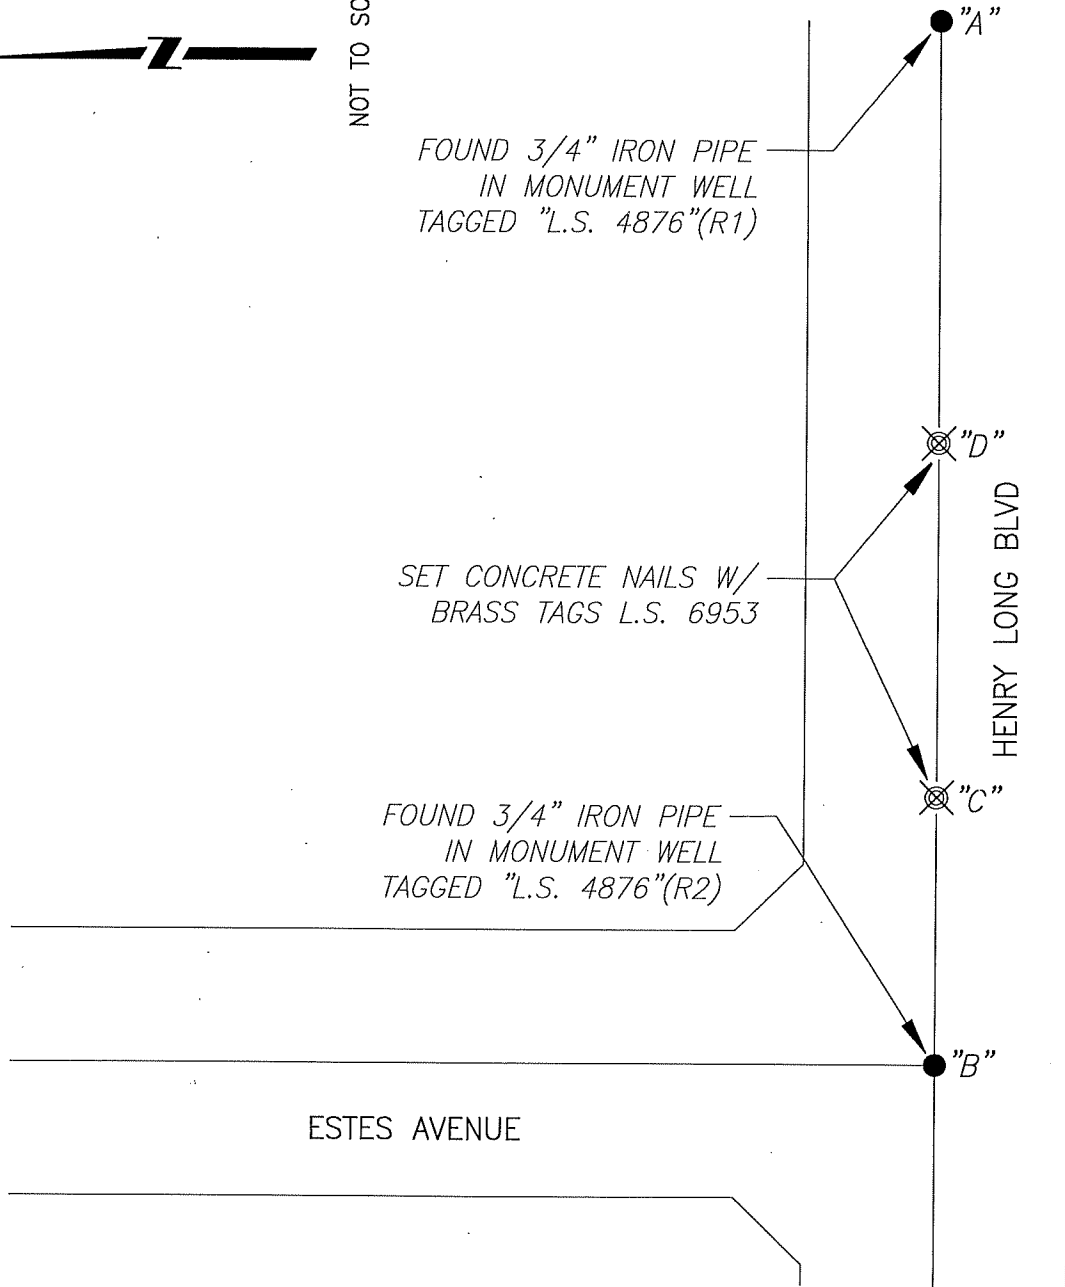 "A"
NOT TO SC
FOUND 3/4" IRON PIPE
IN MONUMENT WELL
TAGGED "L.S. 4876"(R1)
"D"
HENRY LONG BLVD
SET CONCRETE NAILS W/
BRASS TAGS L.S. 6953
"C"
FOUND 3/4" IRON PIPE
IN MONUMENT WELL
TAGGED "L.S. 4876"(R2)
"B"
ESTES AVENUE